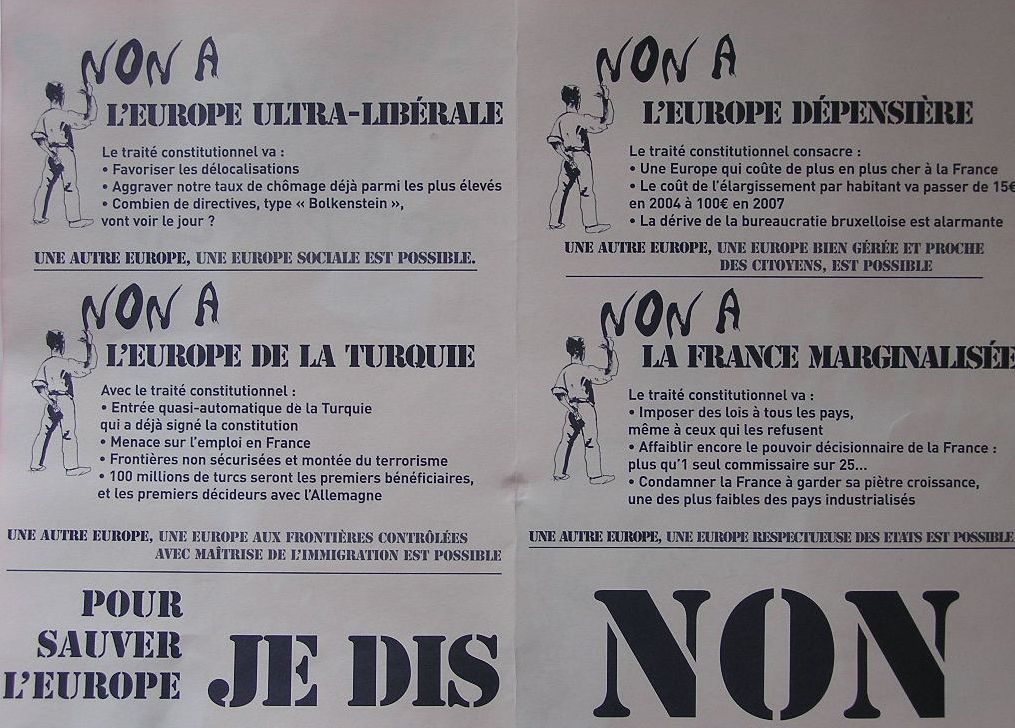 NON A
L'EUROPE ULTRA-LIBÉRALE
Le traité constitutionnel va :
• Favoriser les délocalisations
• Aggraver notre taux de chômage déjà parmi les plus élevés
• Combien de directives, type « Bolkenstein »,
vont voir le jour ?
UNE AUTRE EUROPE, UNE EUROPE SOCIALE EST POSSIBLE.
NON A
L'EUROPE DE LA TURQUIE
Avec le traité constitutionnel :
• Entrée quasi-automatique de la Turquie
qui a déjà signé la constitution
• Menace sur l'emploi en France
• Frontières non sécurisées et montée du terrorisme
• 100 millions de turcs seront les premiers bénéficiaires,
et les premiers décideurs avec l'Allemagne
UNE AUTRE EUROPE, UNE EUROPE AUX FRONTIÈRES CONTRÔLÉES
AVEC MAÎTRISE DE L'IMMIGRATION EST POSSIBLE
NON A
L'EUROPE DÉPENSIÈRE
Le traité constitutionnel consacre :
• Une Europe qui coûte de plus en plus cher à la France
• Le coût de l'élargissement par habitant va passer de 15€
en 2004 à 100€ en 2007
• La dérive de la bureaucratie bruxelloise est alarmante
UNE AUTRE EUROPE, UNE EUROPE BIEN GÉRÉE ET PROCHE
DES CITOYENS, EST POSSIBLE
NON A
LA FRANCE MARGINALISÉE
Le traité constitutionnel va :
• Imposer des lois à tous les pays,
même à ceux qui les refusent
• Affaiblir encore le pouvoir décisionnaire de la France :
plus qu'1 seul commissaire sur 25...
• Condamner la France à garder sa piètre croissance,
une des plus faibles des pays industrialisés
UNE AUTRE EUROPE, UNE EUROPE RESPECTUEUSE DES ETATS EST POSSIBLE
POUR
SAUVER
L'EUROPE
JE DIS
NON